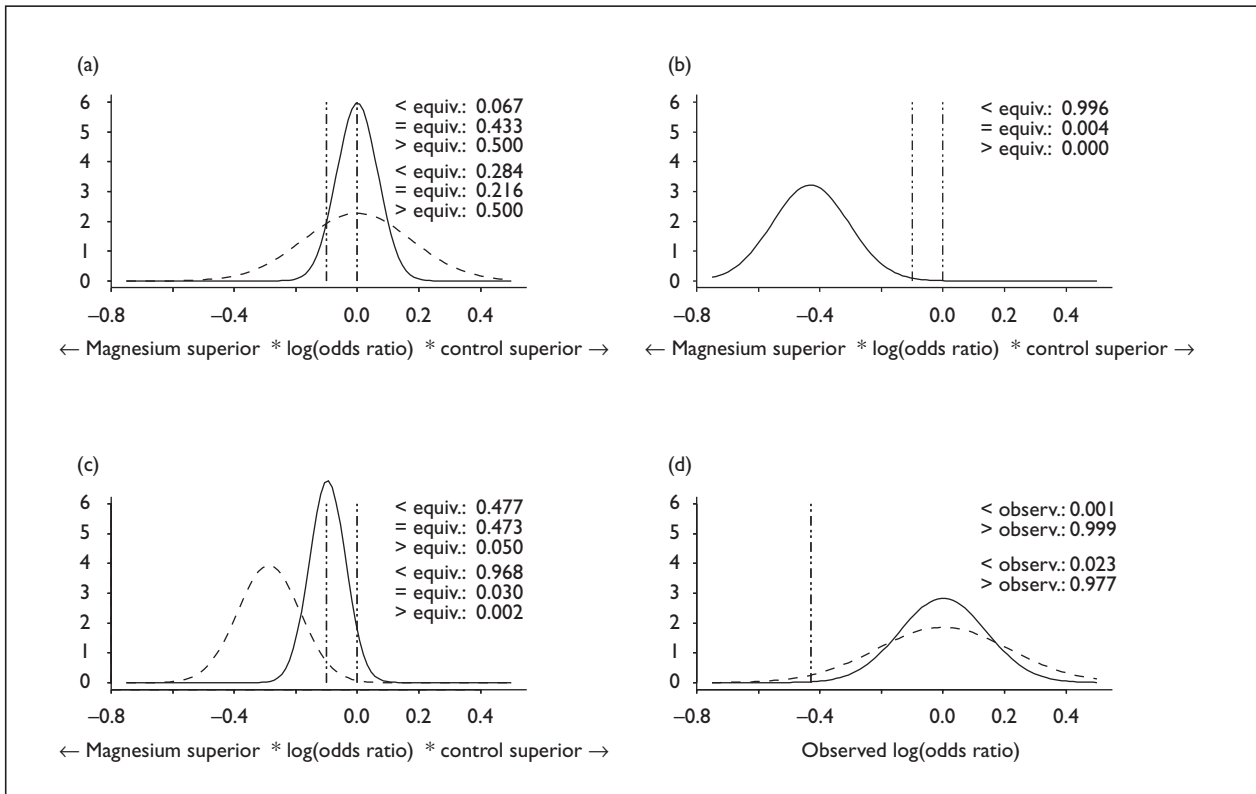 (a)
6
5
4
3
2
1
0
< equiv.: 0.067
= equiv.: 0.433
> equiv.: 0.500
< equiv.: 0.284
= equiv.: 0.216
> equiv.: 0.500
–0.8 –0.4 0.0 0.2 0.4
← Magnesium superior * log(odds ratio) * control superior →
(b)
6
5
4
3
2
1
0
< equiv.: 0.996
= equiv.: 0.004
> equiv.: 0.000
–0.8 –0.4 0.0 0.2 0.4
← Magnesium superior * log(odds ratio) * control superior →
(c)
6
5
4
3
2
1
0
< equiv.: 0.477
= equiv.: 0.473
> equiv.: 0.050
< equiv.: 0.968
= equiv.: 0.030
> equiv.: 0.002
–0.8 –0.4 0.0 0.2 0.4
← Magnesium superior * log(odds ratio) * control superior →
(d)
6
5
4
3
2
1
0
< observ.: 0.001
> observ.: 0.999
< observ.: 0.023
> observ.: 0.977
–0.8 –0.4 0.0 0.2 0.4
Observed log(odds ratio)